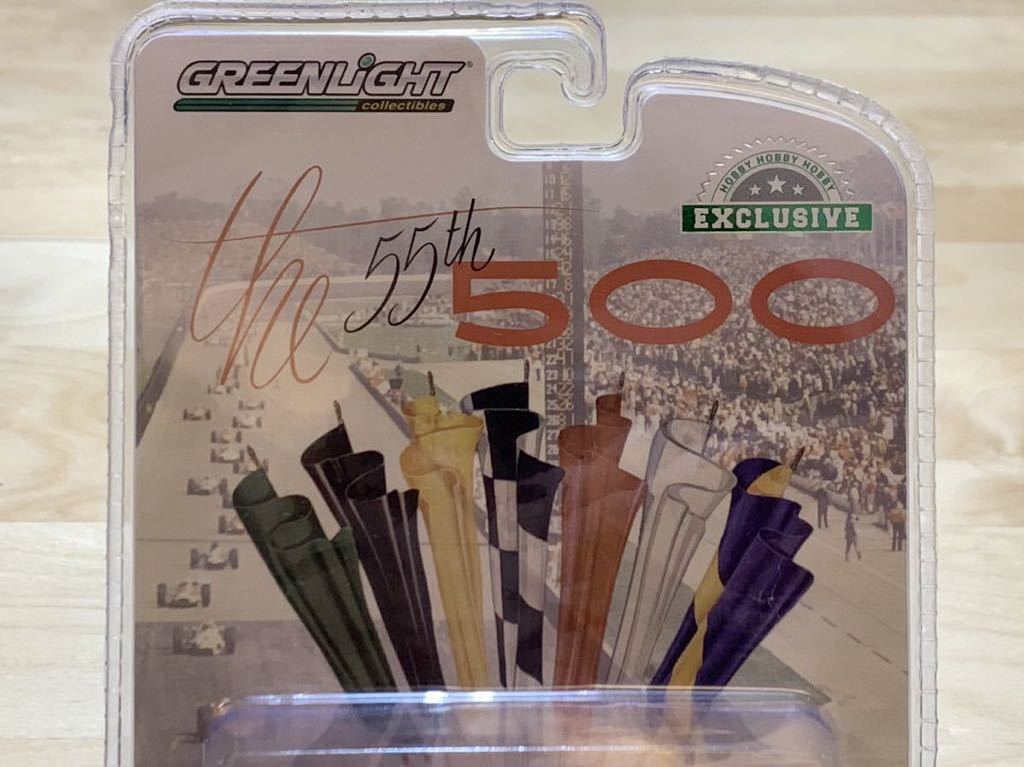 GREENLiGHT®
collectibles
HOBBY HOBBY HOBBY
EXCLUSIVE
the 55th 500